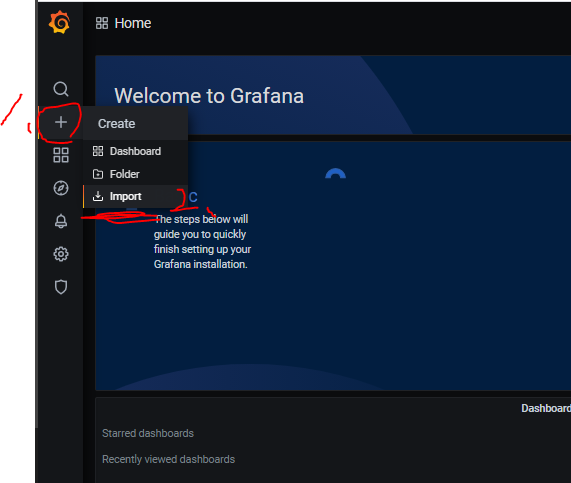 Home
Welcome to Grafana
Create
Dashboard
Folder
Import
C
The steps below will
guide you to quickly
finish setting up your
Grafana installation.
Dashboard
Starred dashboards
Recently viewed dashboards